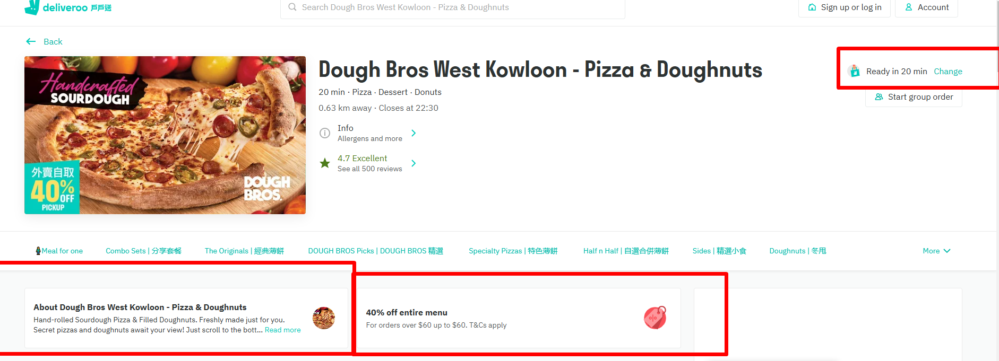 deliveroo 戶戶送
Search Dough Bros West Kowloon - Pizza & Doughnuts
Sign up or log in
Account
Back
Handcrafted
SOURDOUGH
外賣自取
40% OFF
PICKUP
DOUGH
BROS.
Dough Bros West Kowloon - Pizza & Doughnuts
20 min · Pizza · Dessert · Donuts
0.63 km away · Closes at 22:30
Info
Allergens and more
4.7 Excellent
See all 500 reviews
Ready in 20 min Change
Start group order
Meal for one
Combo Sets | 分享套餐
The Originals | 經典薄餅
DOUGH BROS Picks | DOUGH BROS 精選
Specialty Pizzas | 特色薄餅
Half n Half | 自選合併薄餅
Sides | 精選小食
Doughnuts | 冬甩
More
About Dough Bros West Kowloon - Pizza & Doughnuts
Hand-rolled Sourdough Pizza & Filled Doughnuts. Freshly made just for you.
Secret pizzas and doughnuts await your view! Just scroll to the bott... Read more
40% off entire menu
For orders over $60 up to $60. T&Cs apply